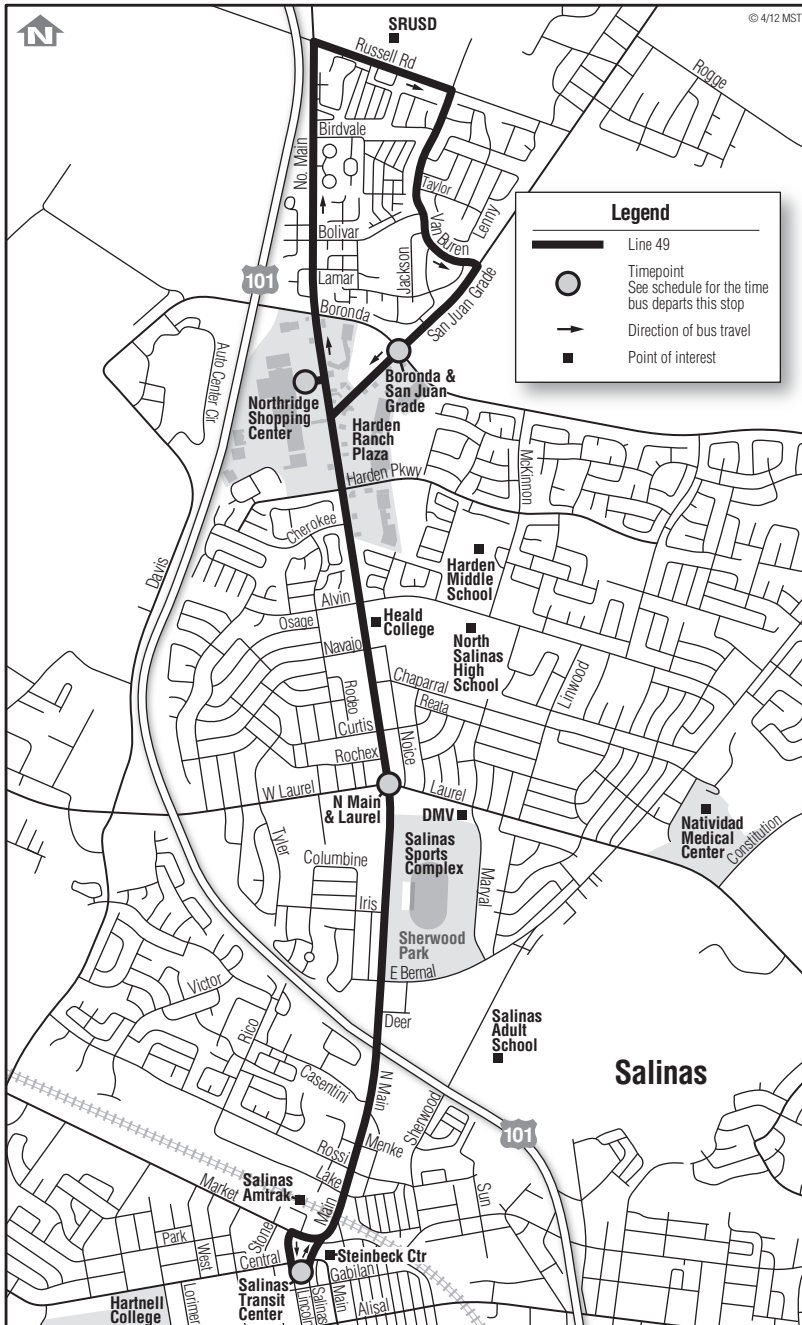 © 4/12 MST
N
SRUSD
Russell Rd
Rogge
Birdvale
No. Main
Taylor
Lenny
Van Buren
Bolivar
Jackson
101
Lamar
San Juan Grade
Boronda
Auto Center Cir
Legend
Line 49
Timepoint
See schedule for the time
bus departs this stop
Direction of bus travel
Point of interest
Northridge
Shopping
Center
Boronda &
San Juan
Grade
Harden
Ranch
Plaza
Harden Pkwy
McKinnon
Cherokee
Davis
Harden
Middle
School
Alvin
Osage
Heald
College
Navajo
North
Salinas
High
School
Chaparral
Linwood
Rodeo
Reata
Curtis
Noice
Rochex
W Laurel
N Main
& Laurel
Laurel
DMV
Natividad
Medical
Center
Constitution
Tyler
Columbine
Salinas
Sports
Complex
Maryal
Iris
Sherwood
Park
E Bernal
Victor
Deer
Rico
Salinas
Adult
School
Salinas
Casentini
N Main
Sherwood
101
Rossi
Menke
Lake
Sun
Market
Salinas
Amtrak
Main
Stone
Park
West
Central
Steinbeck Ctr
Gabilan
Salinas
Transit
Center
Lincoln
Salinas
Main
Alisal
Hartnell
College
Lorimer